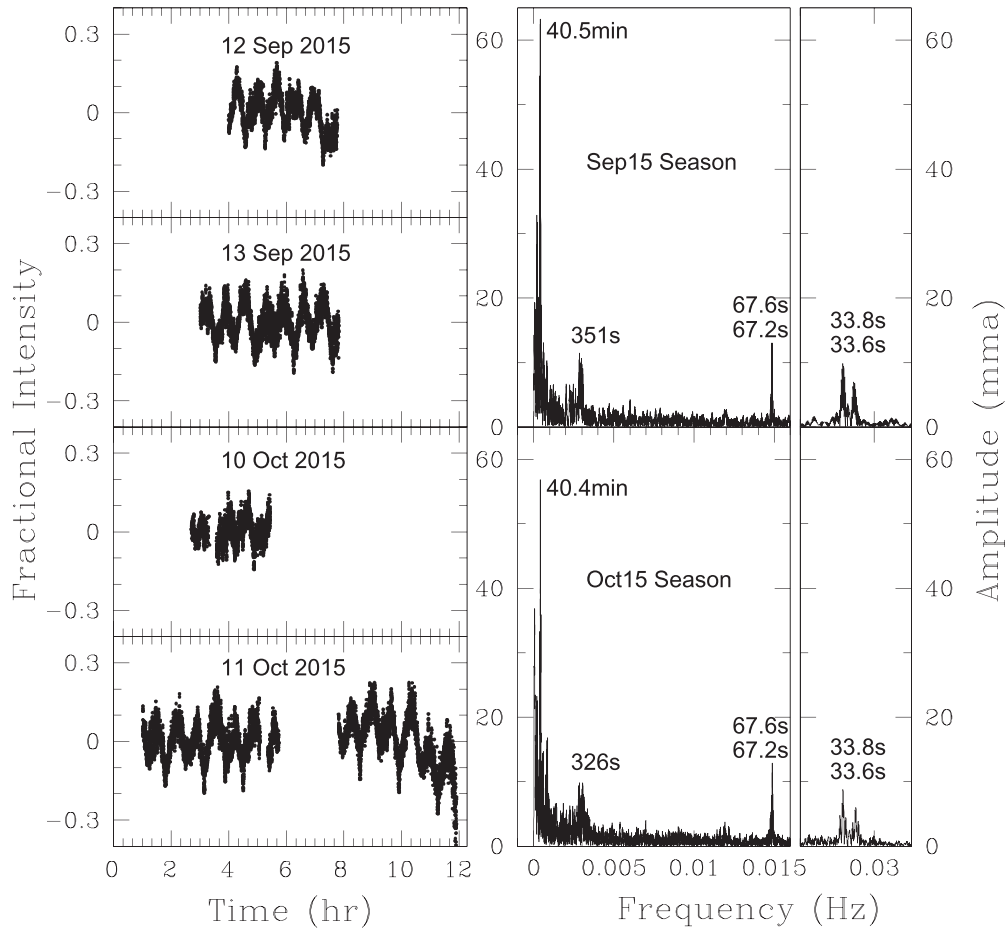 0.3
0
−0.3
12 Sep 2015
0.3
0
−0.3
13 Sep 2015
0.3
0
−0.3
10 Oct 2015
0.3
0
−0.3
11 Oct 2015
Fractional Intensity
0 2 4 6 8 10 12
Time (hr)
60
40
20
0
40.5min
Sep15 Season
351s
67.6s
67.2s
33.8s
33.6s
60
40
20
0
60
40
20
0
40.4min
Oct15 Season
326s
67.6s
67.2s
33.8s
33.6s
60
40
20
0
0 0.005 0.01 0.015 0.03
Frequency (Hz)
Amplitude (mma)